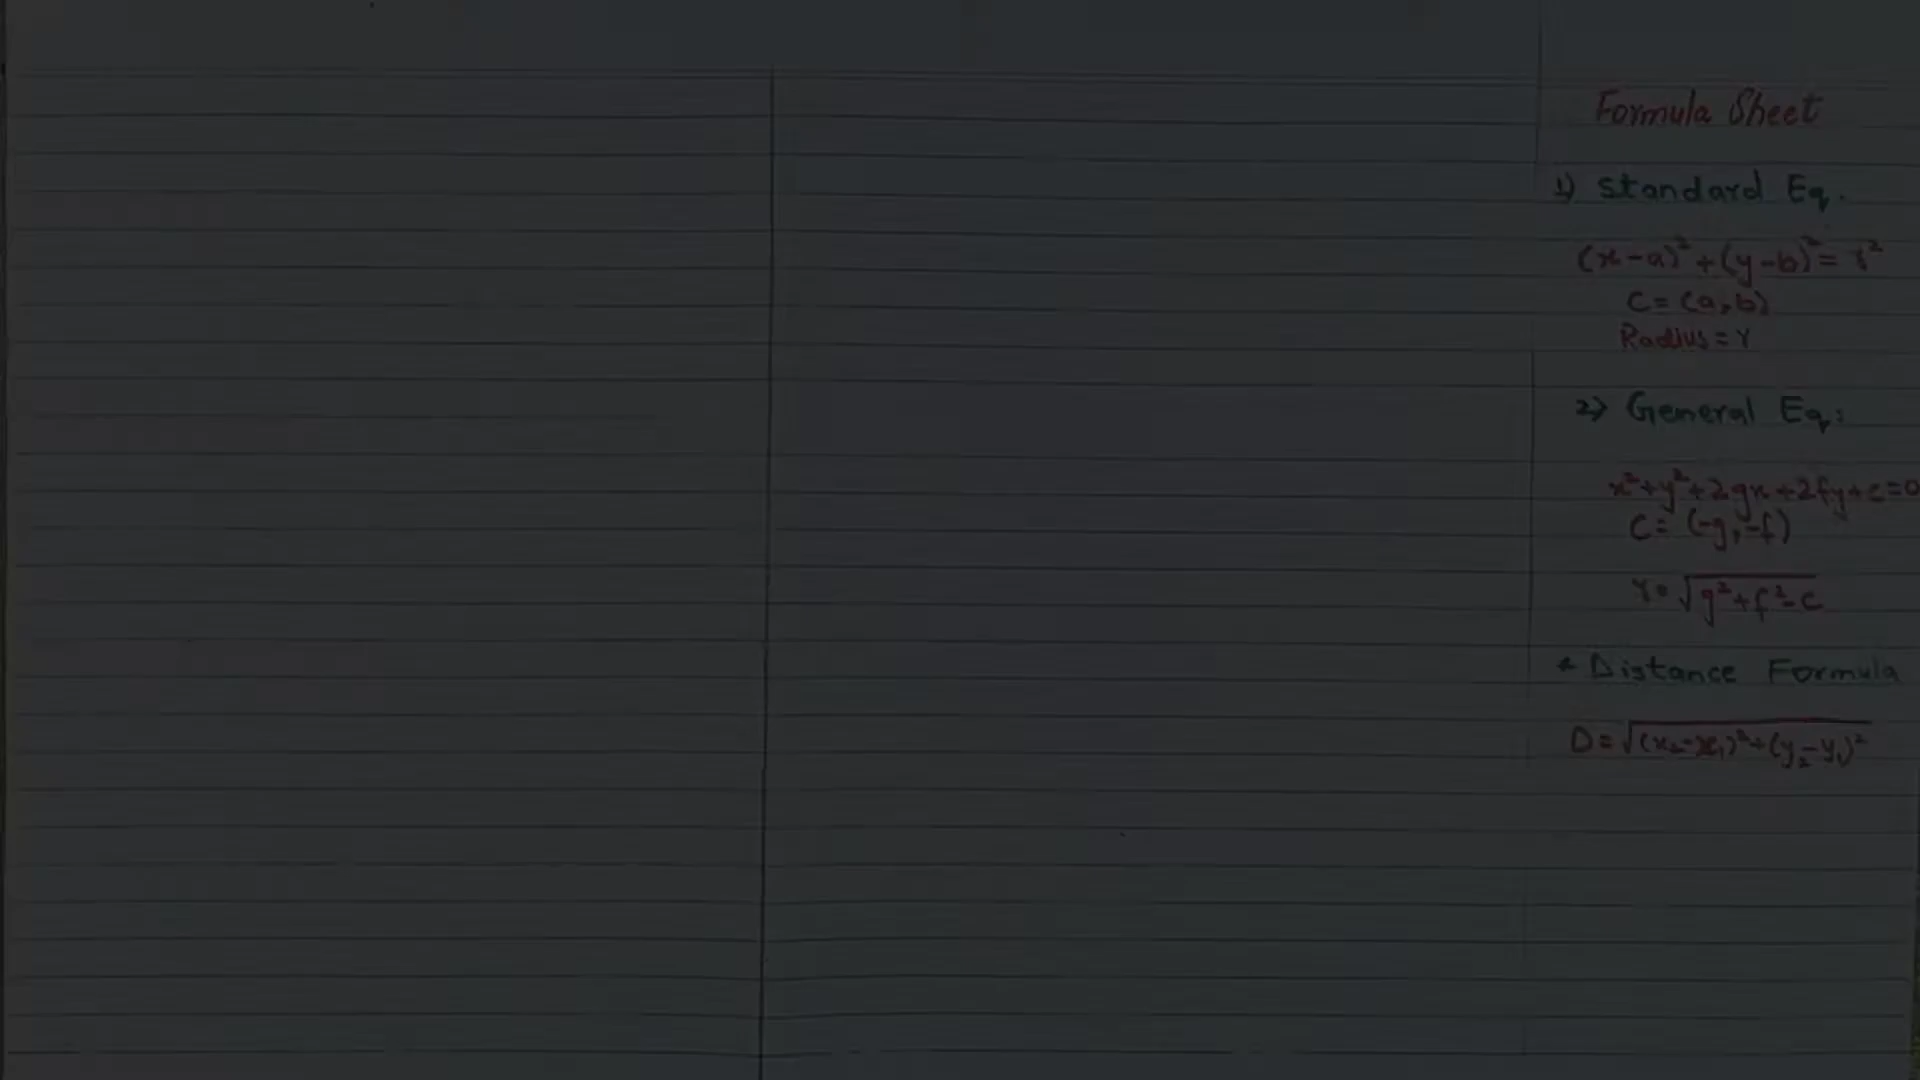 Formula Sheet
1) Standard Eq.
(x-a)²+(y-b)²= r²
C=(a,b)
Radius=r
2) General Eq:
x²+y²+2gx+2fy+c=0
C= (-g,-f)
r= √g²+f²-c
* Distance Formula
D=√(x₂-x₁)²+(y₂-y₁)²